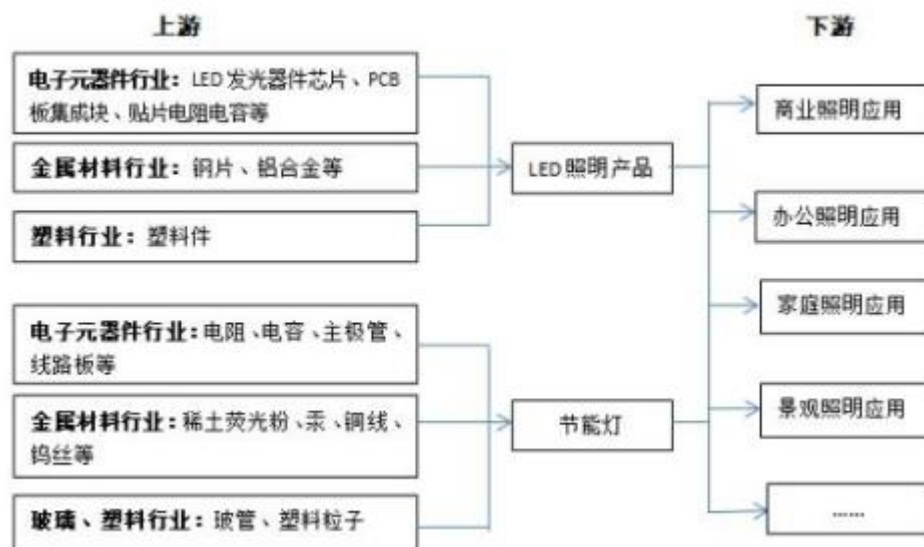 上游
下游
电子元器件行业：LED 发光器件芯片、PCB
板集成块、贴片电阻电容等
金属材料行业：铜片、铝合金等
塑料行业：塑料件
LED 照明产品
商业照明应用
办公照明应用
家庭照明应用
电子元器件行业：电阻、电容、主极管、
线路板等
金属材料行业：稀土荧光粉、汞、铜线、
钨丝等
玻璃、塑料行业：玻管、塑料粒子
节能灯
景观照明应用
……